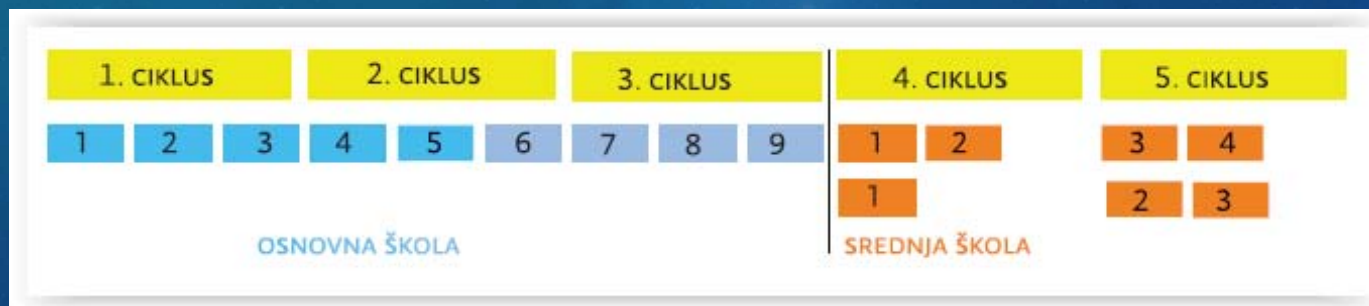 1. CIKLUS 2. CIKLUS 3. CIKLUS 4. CIKLUS 5. CIKLUS
1 2 3 4 5 6 7 8 9 1 2 3 4
1 2 3
OSNOVNA ŠKOLA SREDNJA ŠKOLA